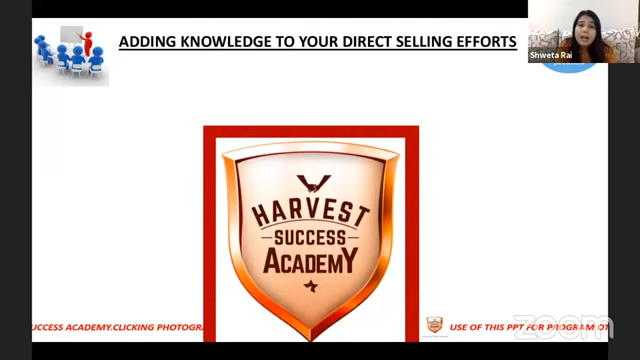 ADDING KNOWLEDGE TO YOUR DIRECT SELLING EFFORTS
Shweta Rai
HARVEST
SUCCESS
ACADEMY
SUCCESS ACADEMY.CLICKING PHOTOGRA
USE OF THIS PPT FOR PROGRAM OT
zoom